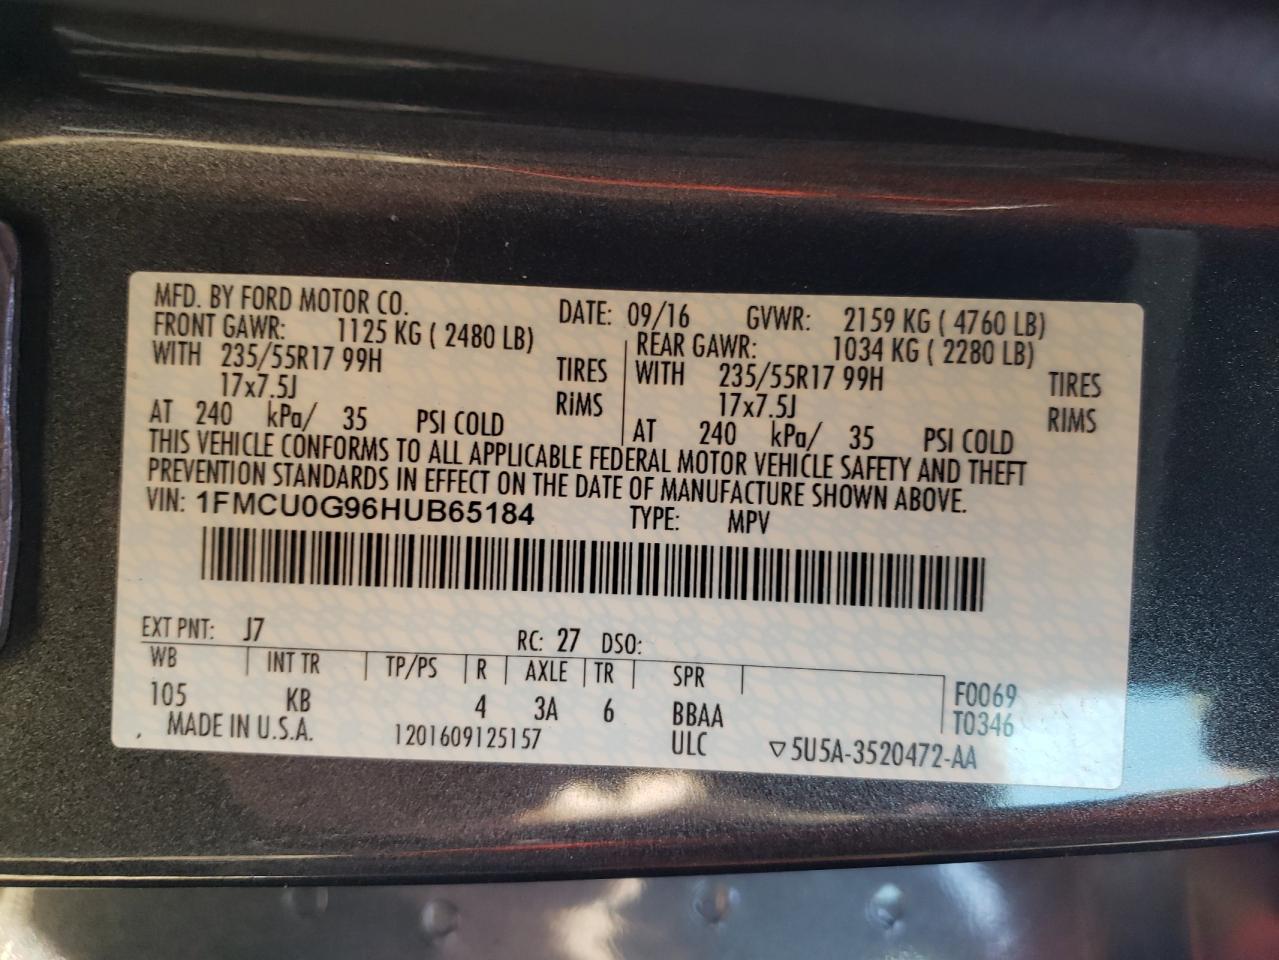 MFD. BY FORD MOTOR CO. DATE: 09/16 GVWR: 2159 KG ( 4760 LB)
FRONT GAWR: 1125 KG ( 2480 LB) REAR GAWR: 1034 KG ( 2280 LB)
WITH 235/55R17 99H TIRES WITH 235/55R17 99H TIRES
17x7.5J RIMS 17x7.5J RIMS
AT 240 kPa/ 35 PSI COLD AT 240 kPa/ 35 PSI COLD
THIS VEHICLE CONFORMS TO ALL APPLICABLE FEDERAL MOTOR VEHICLE SAFETY AND THEFT
PREVENTION STANDARDS IN EFFECT ON THE DATE OF MANUFACTURE SHOWN ABOVE.
VIN: 1FMCU0G96HUB65184 TYPE: MPV
EXT PNT: J7 RC: 27 DSO:
WB INT TR TP/PS R AXLE TR SPR
105 KB 4 3A 6 BBAA F0069
T0346
MADE IN U.S.A. 1201609125157 ULC ▽5U5A-3520472-AA